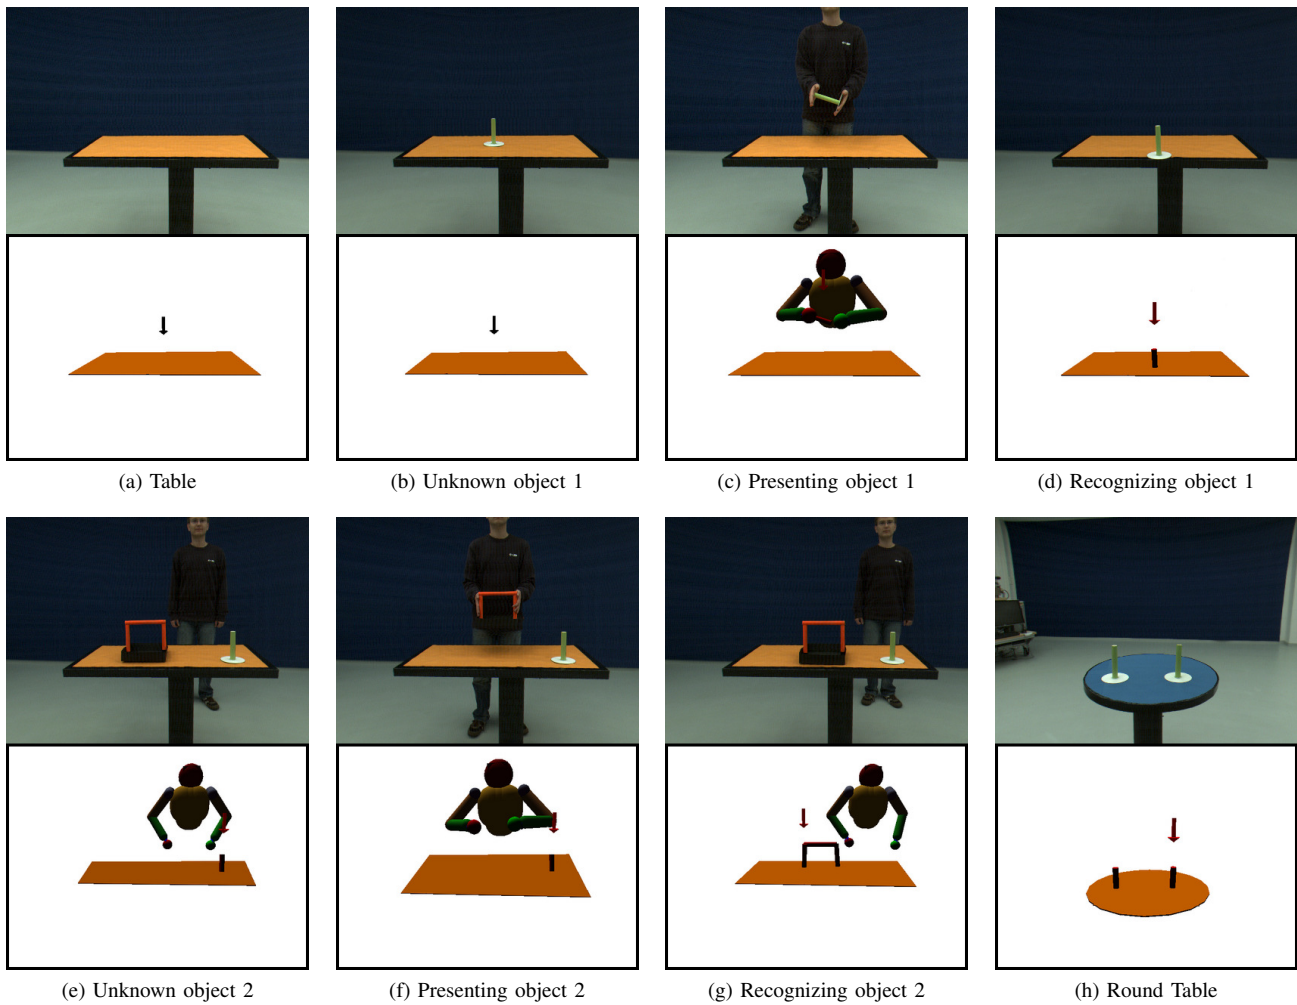 (a) Table
(b) Unknown object 1
(c) Presenting object 1
(d) Recognizing object 1
(e) Unknown object 2
(f) Presenting object 2
(g) Recognizing object 2
(h) Round Table